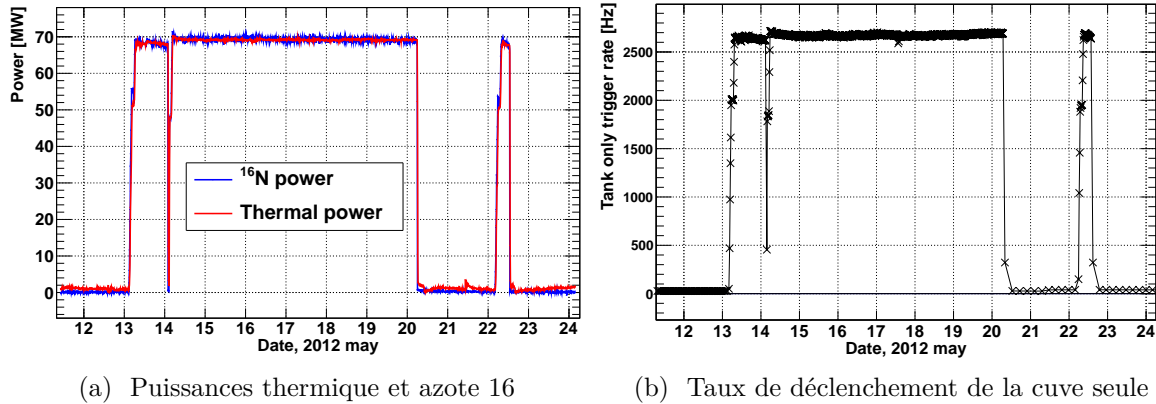 Power [MW]
70
60
50
40
30
20
10
0
¹⁶N power
Thermal power
12 13 14 15 16 17 18 19 20 21 22 23 24
Date, 2012 may
(a) Puissances thermique et azote 16
Tank only trigger rate [Hz]
2500
2000
1500
1000
500
0
12 13 14 15 16 17 18 19 20 21 22 23 24
Date, 2012 may
(b) Taux de déclenchement de la cuve seule